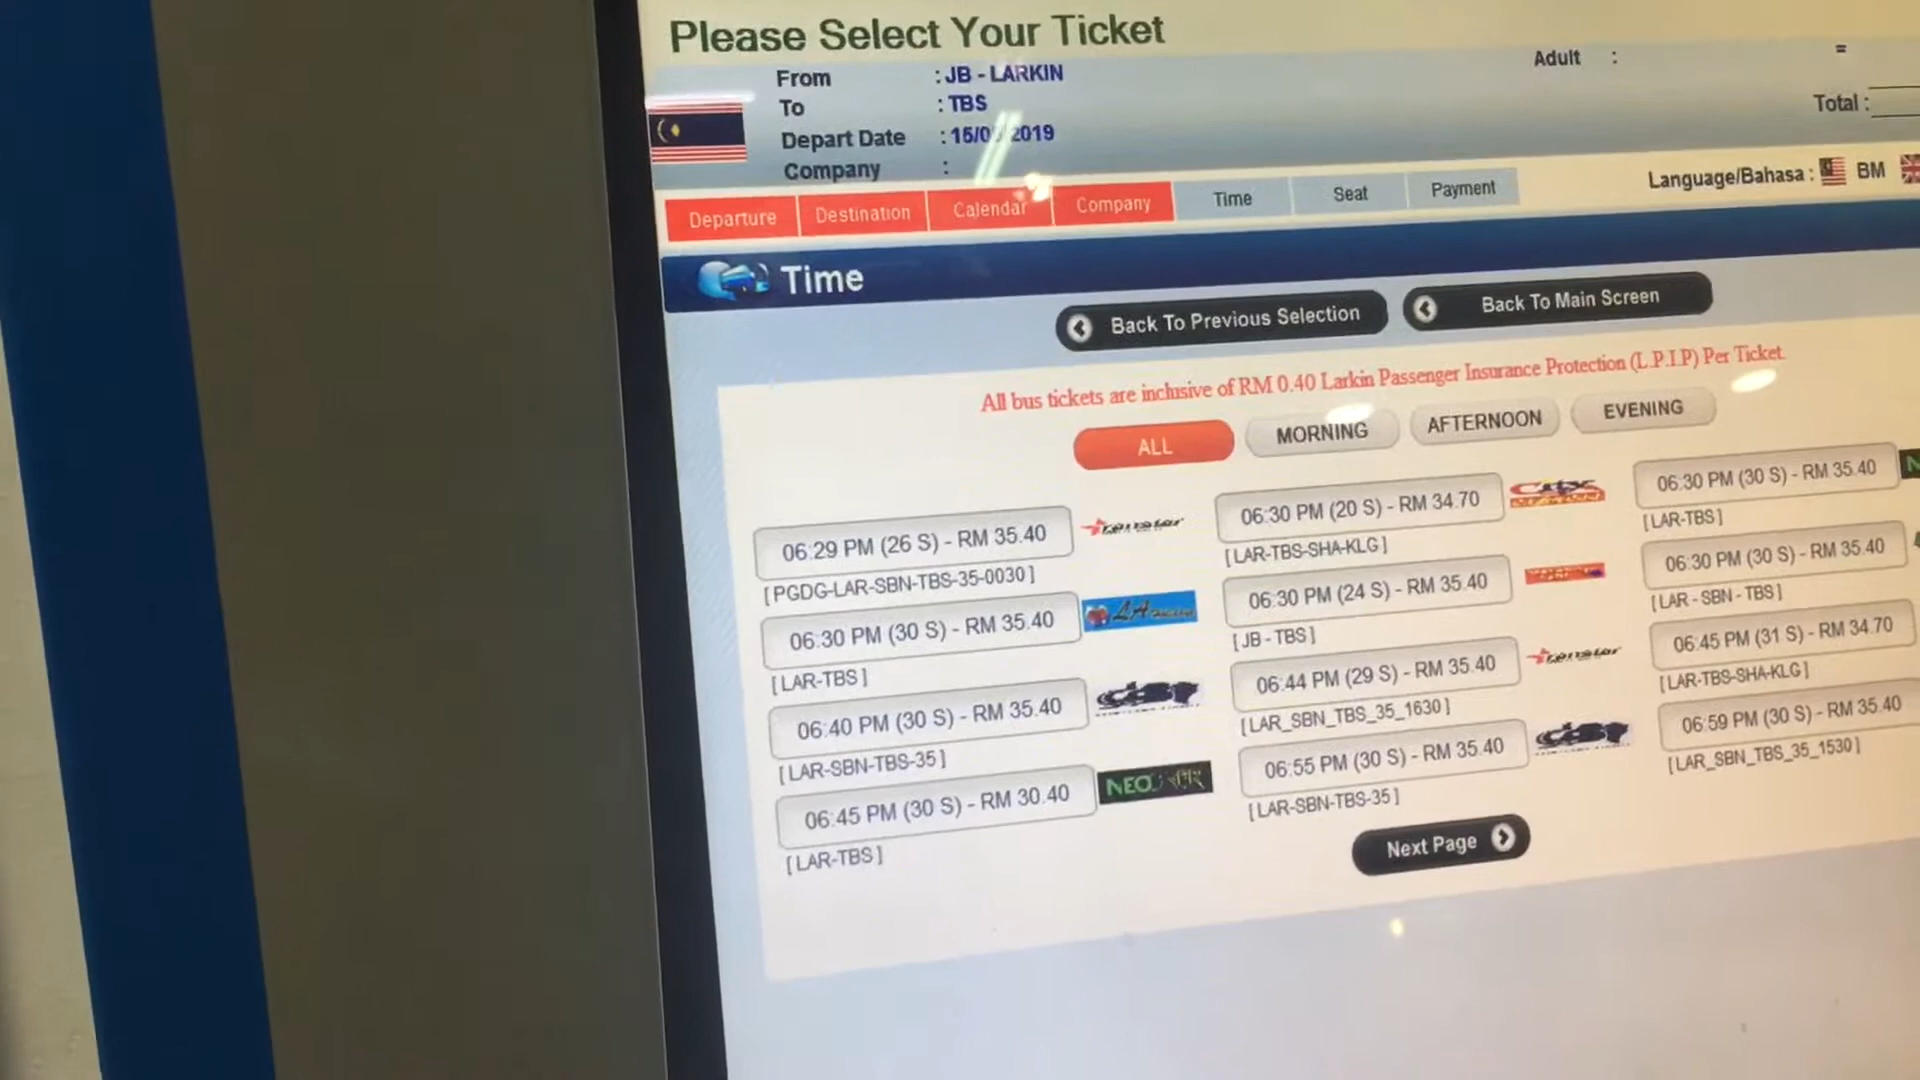 Please Select Your Ticket
From : JB - LARKIN
To : TBS
Depart Date : 15/0 2019
Company :
Adult : =
Total :
Language/Bahasa : BM
Departure Destination Calendar Company Time Seat Payment
Time
Back To Previous Selection
Back To Main Screen
All bus tickets are inclusive of RM 0.40 Larkin Passenger Insurance Protection (L.P.I.P) Per Ticket.
ALL MORNING AFTERNOON EVENING
06:29 PM (26 S) - RM 35.40
[PGDG-LAR-SBN-TBS-35-0030]
06:30 PM (20 S) - RM 34.70
[LAR-TBS-SHA-KLG]
06:30 PM (30 S) - RM 35.40
[LAR-TBS]
06:30 PM (30 S) - RM 35.40
[LAR-TBS]
06:30 PM (24 S) - RM 35.40
[JB - TBS]
06:30 PM (30 S) - RM 35.40
[LAR - SBN - TBS]
06:40 PM (30 S) - RM 35.40
[LAR-SBN-TBS-35]
06:44 PM (29 S) - RM 35.40
[LAR_SBN_TBS_35_1630]
06:45 PM (31 S) - RM 34.70
[LAR-TBS-SHA-KLG]
06:45 PM (30 S) - RM 30.40
[LAR-TBS]
06:55 PM (30 S) - RM 35.40
[LAR-SBN-TBS-35]
06:59 PM (30 S) - RM 35.40
[LAR_SBN_TBS_35_1530]
Next Page